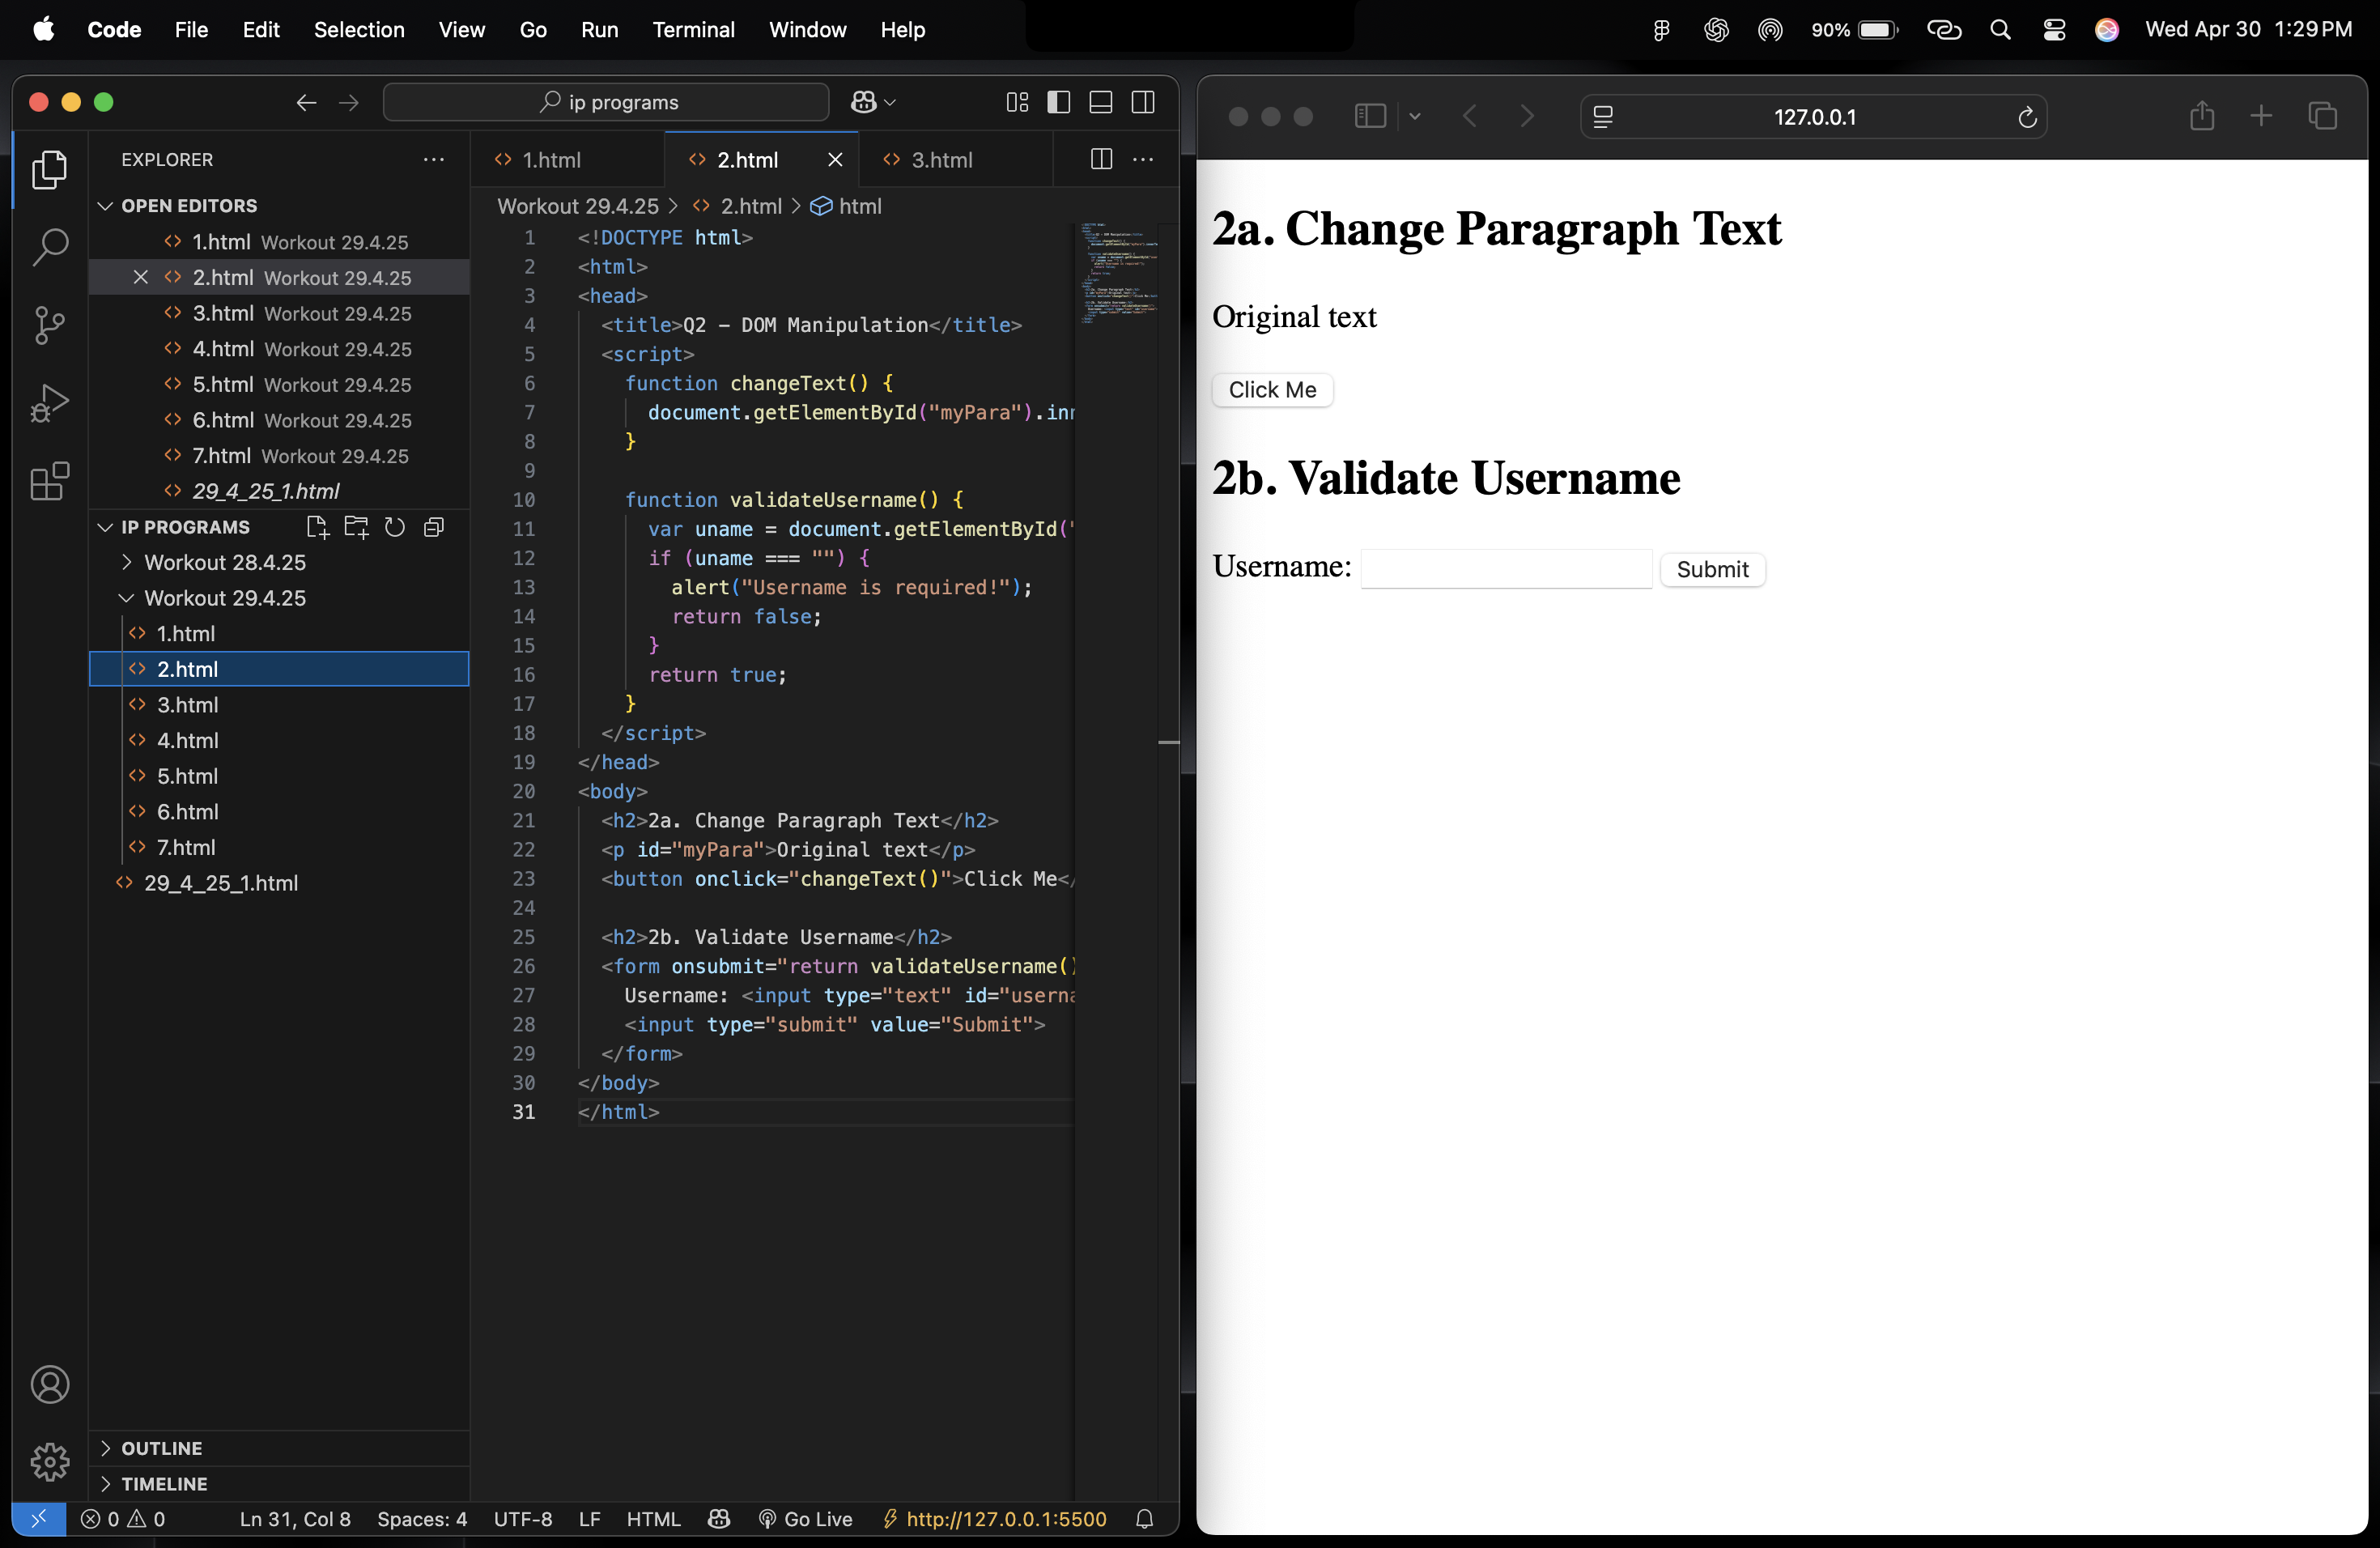 Code File Edit Selection View Go Run Terminal Window Help
90% Wed Apr 30 1:29 PM
ip programs
EXPLORER
OPEN EDITORS
1.html Workout 29.4.25
2.html Workout 29.4.25
3.html Workout 29.4.25
4.html Workout 29.4.25
5.html Workout 29.4.25
6.html Workout 29.4.25
7.html Workout 29.4.25
29_4_25_1.html
IP PROGRAMS
Workout 28.4.25
Workout 29.4.25
1.html
2.html
3.html
4.html
5.html
6.html
7.html
29_4_25_1.html
OUTLINE
TIMELINE
1.html 2.html 3.html
Workout 29.4.25 > 2.html > html
1 <!DOCTYPE html>
2 <html>
3 <head>
4 <title>Q2 – DOM Manipulation</title>
5 <script>
6 function changeText() {
7 document.getElementById("myPara").inn
8 }
9
10 function validateUsername() {
11 var uname = document.getElementById("
12 if (uname === "") {
13 alert("Username is required!");
14 return false;
15 }
16 return true;
17 }
18 </script>
19 </head>
20 <body>
21 <h2>2a. Change Paragraph Text</h2>
22 <p id="myPara">Original text</p>
23 <button onclick="changeText()">Click Me</
24
25 <h2>2b. Validate Username</h2>
26 <form onsubmit="return validateUsername()
27 Username: <input type="text" id="userna
28 <input type="submit" value="Submit">
29 </form>
30 </body>
31 </html>
0 0 Ln 31, Col 8 Spaces: 4 UTF-8 LF HTML Go Live http://127.0.0.1:5500
127.0.0.1
2a. Change Paragraph Text
Original text
Click Me
2b. Validate Username
Username: Submit